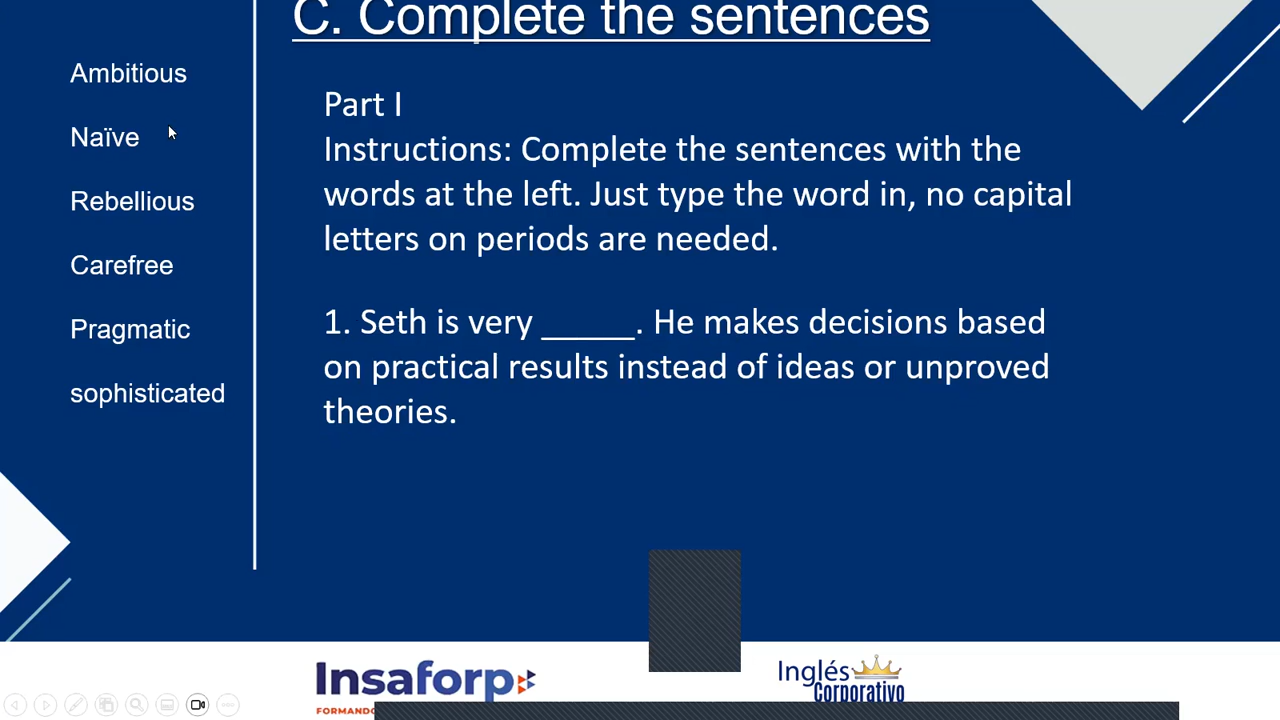 C. Complete the sentences
Ambitious
Naïve
Rebellious
Carefree
Pragmatic
sophisticated
Part I
Instructions: Complete the sentences with the
words at the left. Just type the word in, no capital
letters on periods are needed.
1. Seth is very _____. He makes decisions based
on practical results instead of ideas or unproved
theories.
Insaforp
FORMANDO
Inglés
Corporativo